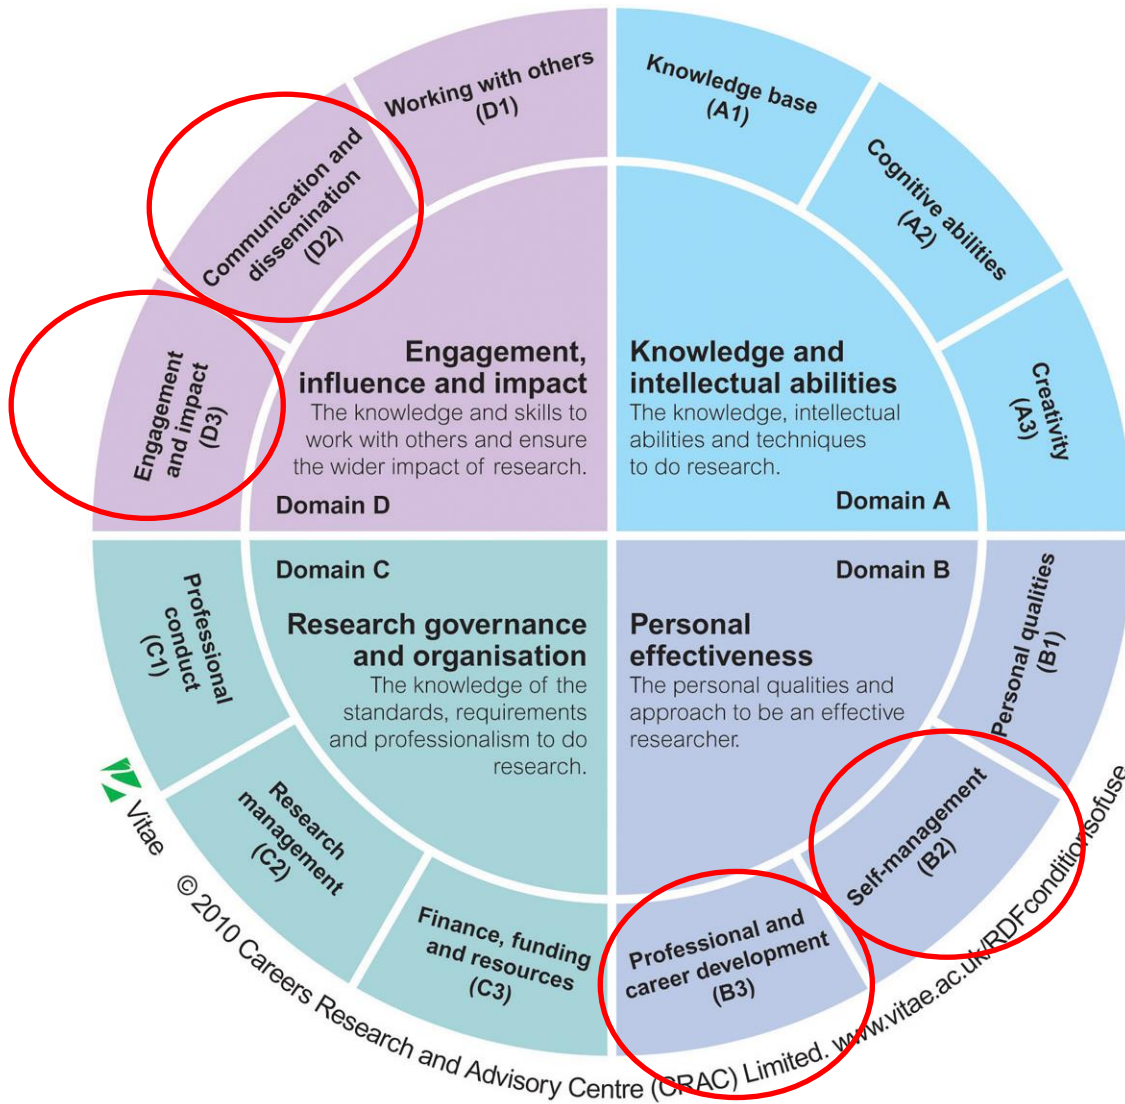 Working with others
(D1)
Knowledge base
(A1)
Communication and
dissemination
(D2)
Cognitive abilities
(A2)
Engagement
and impact
(D3)
Creativity
(A3)
Engagement,
influence and impact
The knowledge and skills to
work with others and ensure
the wider impact of research.
Domain D
Knowledge and
intellectual abilities
The knowledge, intellectual
abilities and techniques
to do research.
Domain A
Domain C
Research governance
and organisation
The knowledge of the
standards, requirements
and professionalism to do
research.
Domain B
Personal
effectiveness
The personal qualities and
approach to be an effective
researcher.
Professional
conduct
(C1)
Personal qualities
(B1)
Research
management
(C2)
Self-management
(B2)
Finance, funding
and resources
(C3)
Professional and
career development
(B3)
Vitae © 2010 Careers Research and Advisory Centre (CRAC) Limited. www.vitae.ac.uk/RDFconditionsofuse